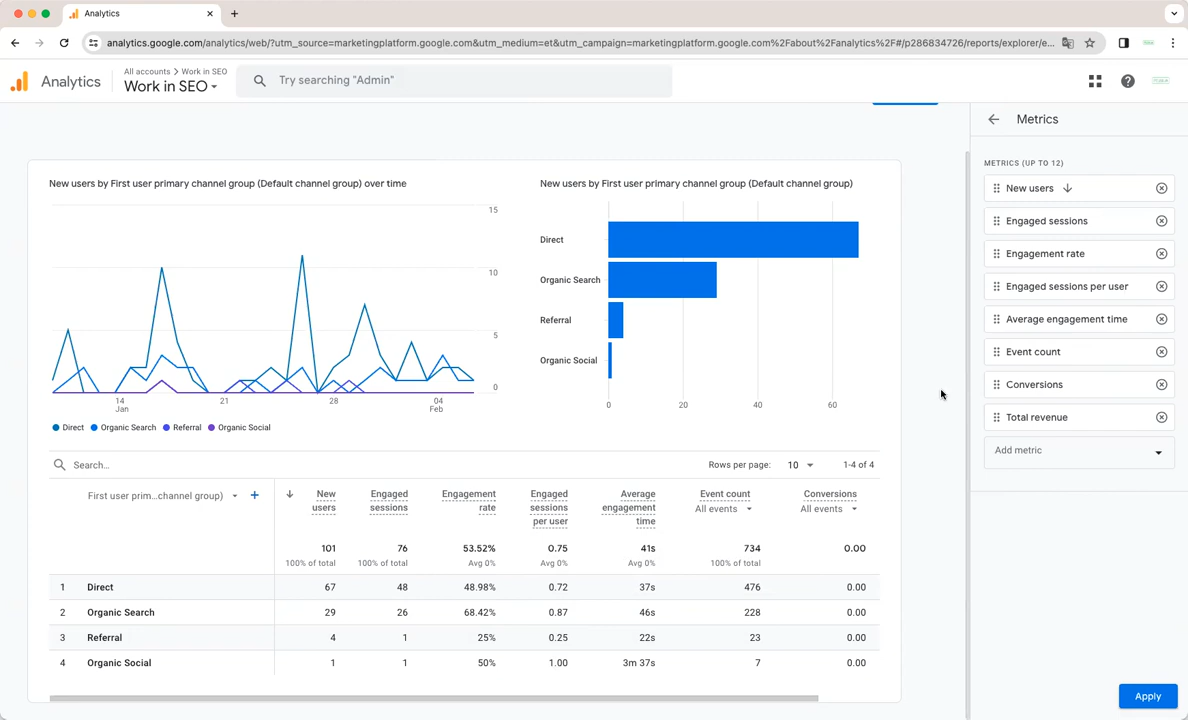 Analytics
analytics.google.com/analytics/web/?utm_source=marketingplatform.google.com&utm_medium=et&utm_campaign=marketingplatform.google.com%2Fabout%2Fanalytics%2F#/p286834726/reports/explorer/e...
Analytics
All accounts > Work in SEO
Work in SEO
Try searching "Admin"
New users by First user primary channel group (Default channel group) over time
15
10
5
0
14
Jan
21
28
04
Feb
Direct
Organic Search
Referral
Organic Social
New users by First user primary channel group (Default channel group)
Direct
Organic Search
Referral
Organic Social
0
20
40
60
Search...
Rows per page:
10
1-4 of 4
First user prim...channel group)
New
users
Engaged
sessions
Engagement
rate
Engaged
sessions
per user
Average
engagement
time
Event count
All events
Conversions
All events
101
76
53.52%
0.75
41s
734
0.00
100% of total
100% of total
Avg 0%
Avg 0%
Avg 0%
100% of total
1 Direct 67 48 48.98% 0.72 37s 476 0.00
2 Organic Search 29 26 68.42% 0.87 46s 228 0.00
3 Referral 4 1 25% 0.25 22s 23 0.00
4 Organic Social 1 1 50% 1.00 3m 37s 7 0.00
Metrics
METRICS (UP TO 12)
New users
Engaged sessions
Engagement rate
Engaged sessions per user
Average engagement time
Event count
Conversions
Total revenue
Add metric
Apply